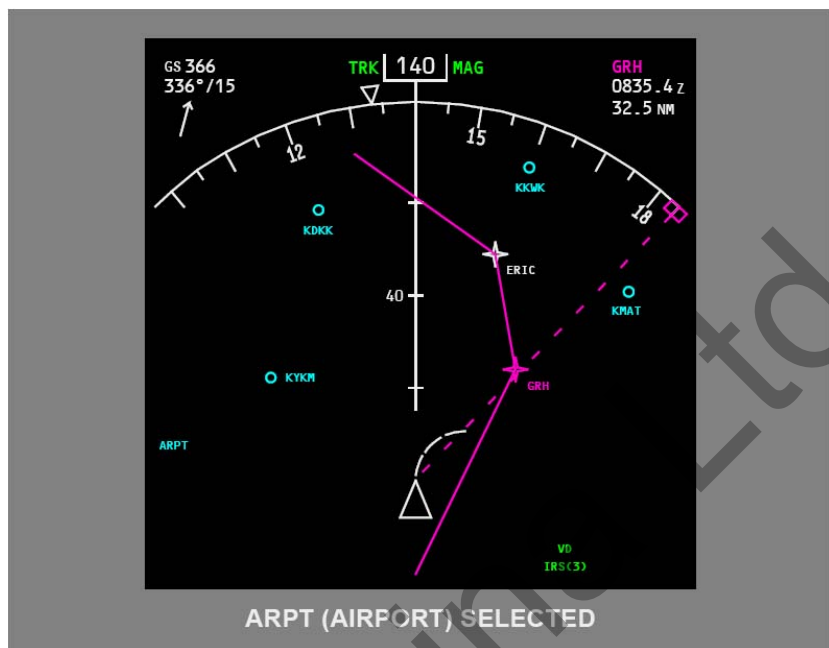 GS 366
336°/15
TRK 140 MAG
GRH
0835.4 Z
32.5 NM
12
15
18
KKWK
KDKK
ERIC
40
KMAT
KYKM
GRH
ARPT
VD
IRS(3)
ARPT (AIRPORT) SELECTED